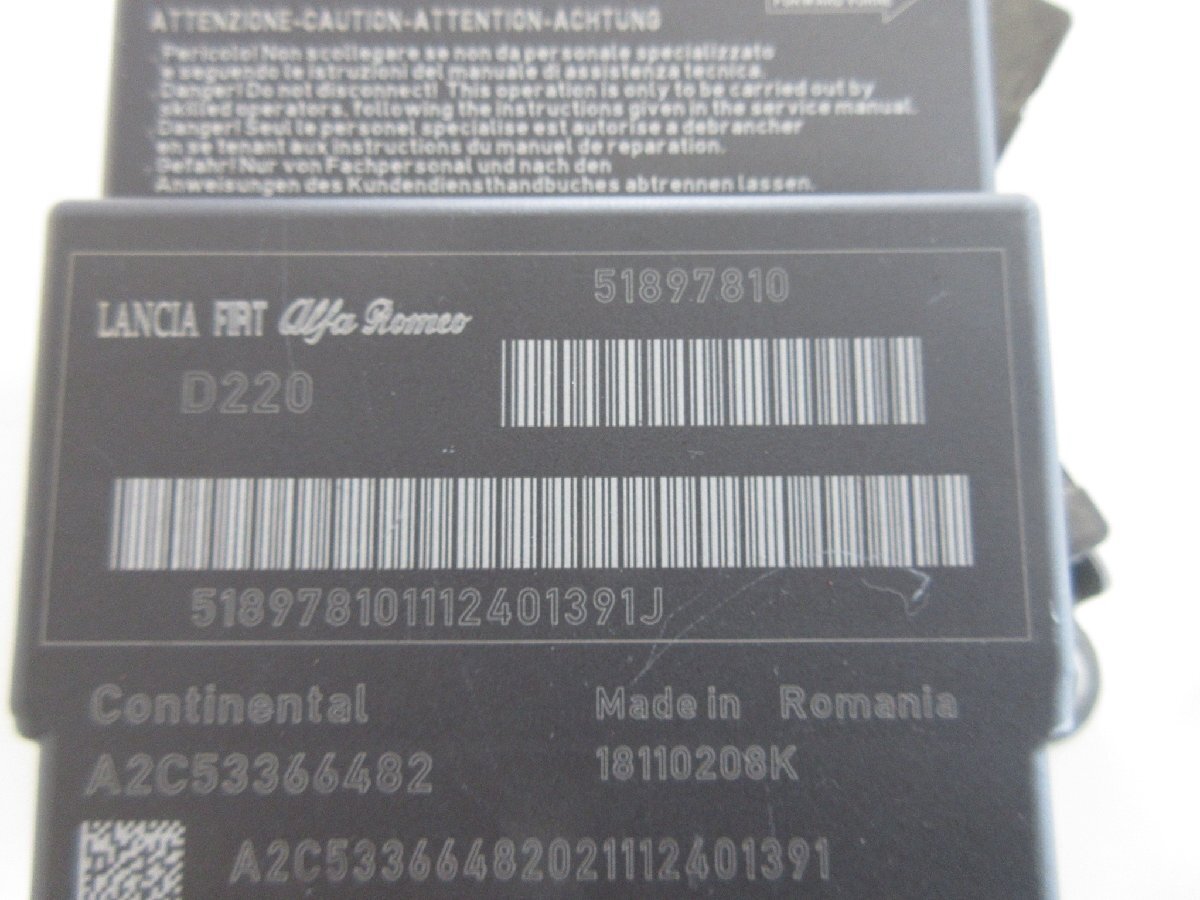 ATTENZIONE-CAUTION-ATTENTION-ACHTUNG
Pericolo! Non scollegare se non da personale specializzato
e seguendo le istruzioni del manuale di assistenza tecnica.
Danger! Do not disconnect! This operation is only to be carried out by
skilled operators, following the instructions given in the service manual.
Danger! Seul le personel specialise est autorise a debrancher
en se tenant aux instructions du manuel de reparation.
Gefahr! Nur von Fachpersonal und nach den
Anweisungen des Kundendiensthandbuches abtrennen lassen.
51897810
LANCIA FIAT Alfa Romeo
D220
518978101112401391J
Continental Made in Romania
A2C53366482 18110208K
A2C53366482021112401391